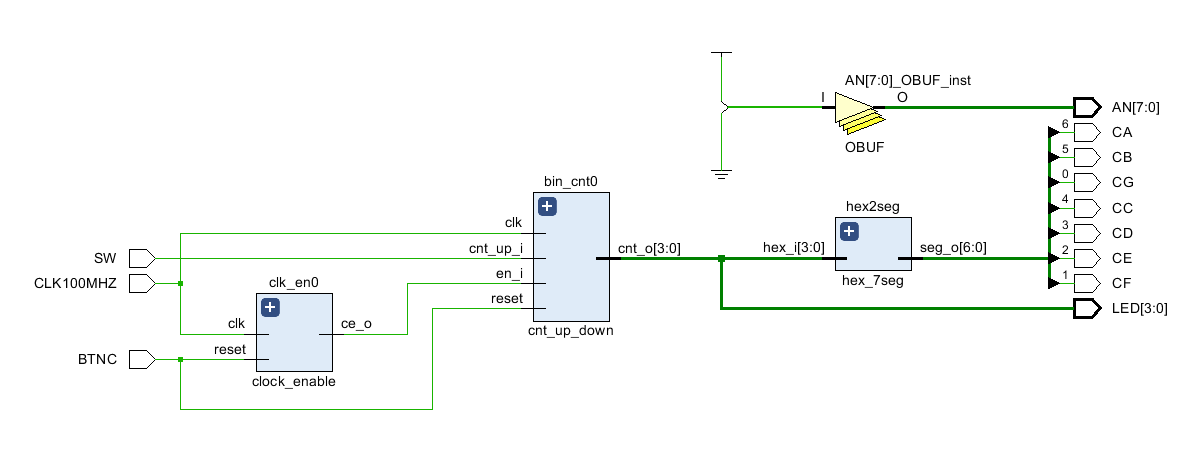 AN[7:0]_OBUF_inst
I
O
AN[7:0]
OBUF
6
CA
5
CB
0
CG
4
CC
3
CD
2
CE
1
CF
LED[3:0]
bin_cnt0
clk
cnt_up_i
en_i
reset
cnt_o[3:0]
cnt_up_down
hex2seg
hex_i[3:0]
seg_o[6:0]
hex_7seg
SW
CLK100MHZ
clk_en0
clk
ce_o
reset
clock_enable
BTNC